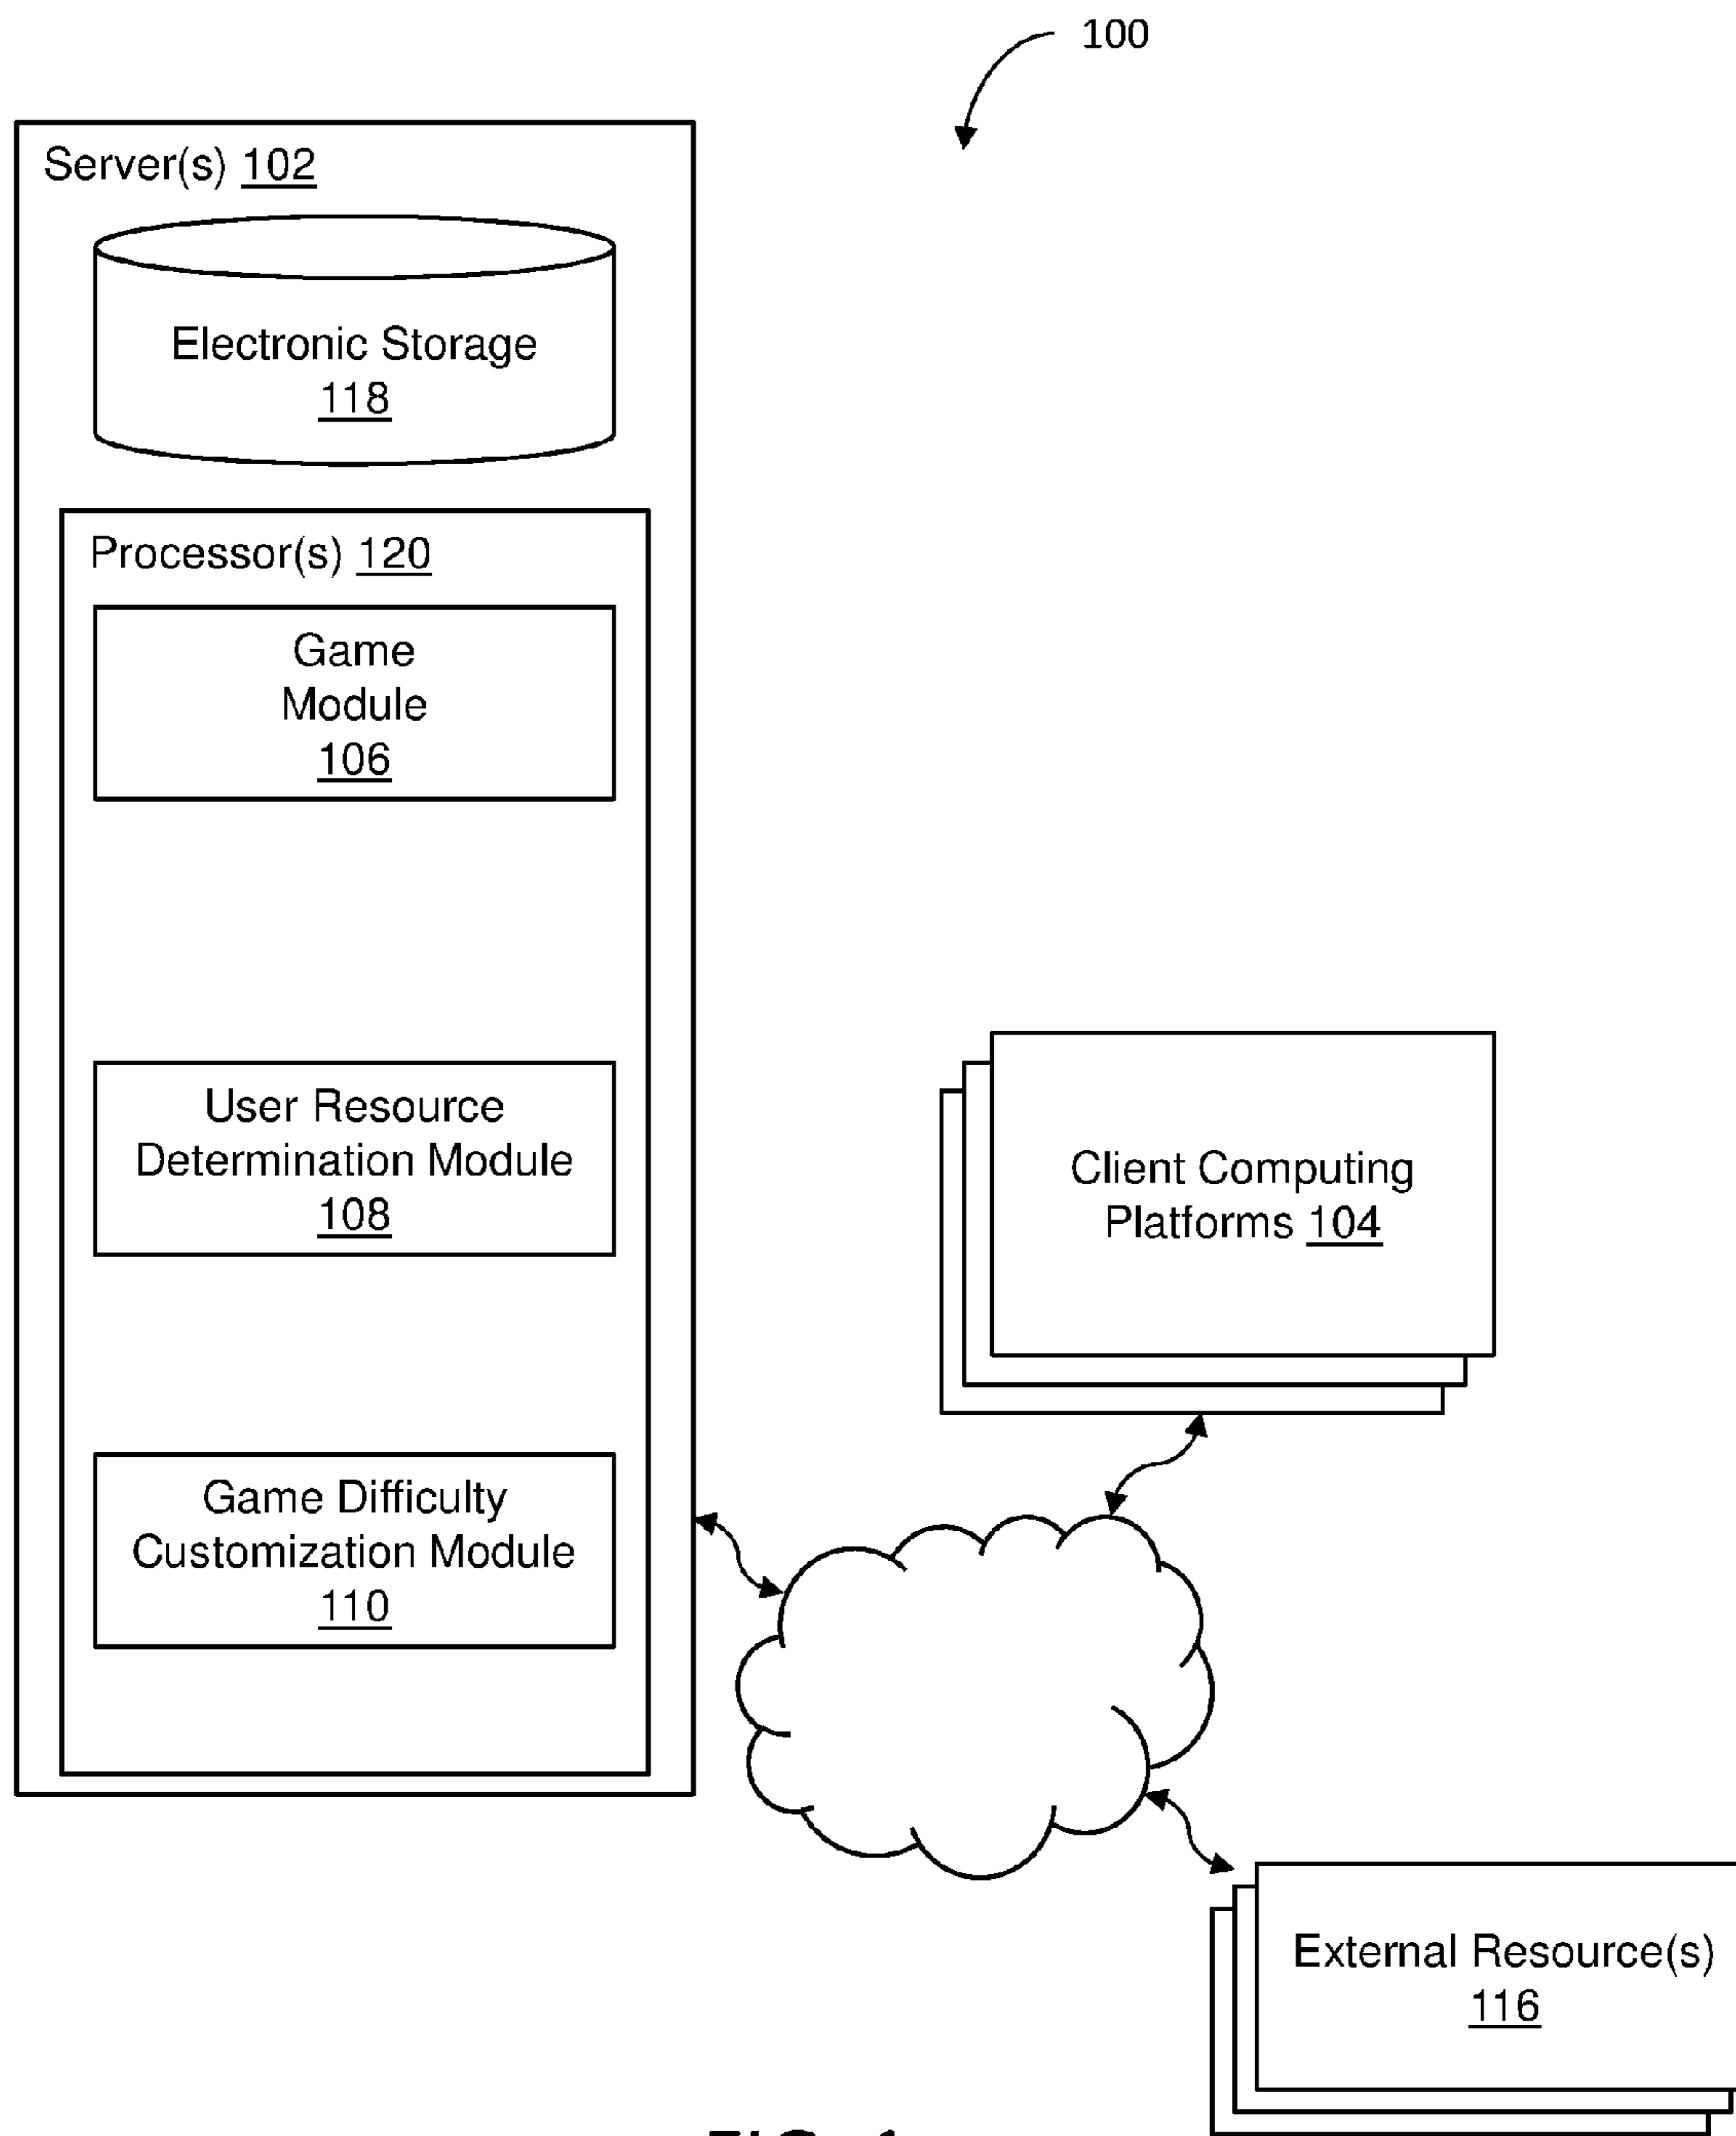 100
Server(s) 102
Electronic Storage
118
Processor(s) 120
Game
Module
106
User Resource
Determination Module
108
Client Computing
Platforms 104
Game Difficulty
Customization Module
110
External Resource(s)
116